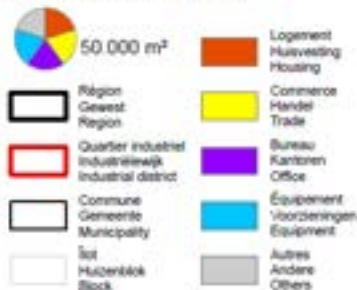 50 000 m²
Région
Gewest
Region
Quartier industriel
Industriëlewijk
Industrial district
Commune
Gemeente
Municipality
Îlot
Huizenblok
Block
Logement
Huisvesting
Housing
Commerce
Handel
Trade
Bureau
Kantoren
Office
Équipement
Voorzieningen
Equipment
Autres
Andere
Others